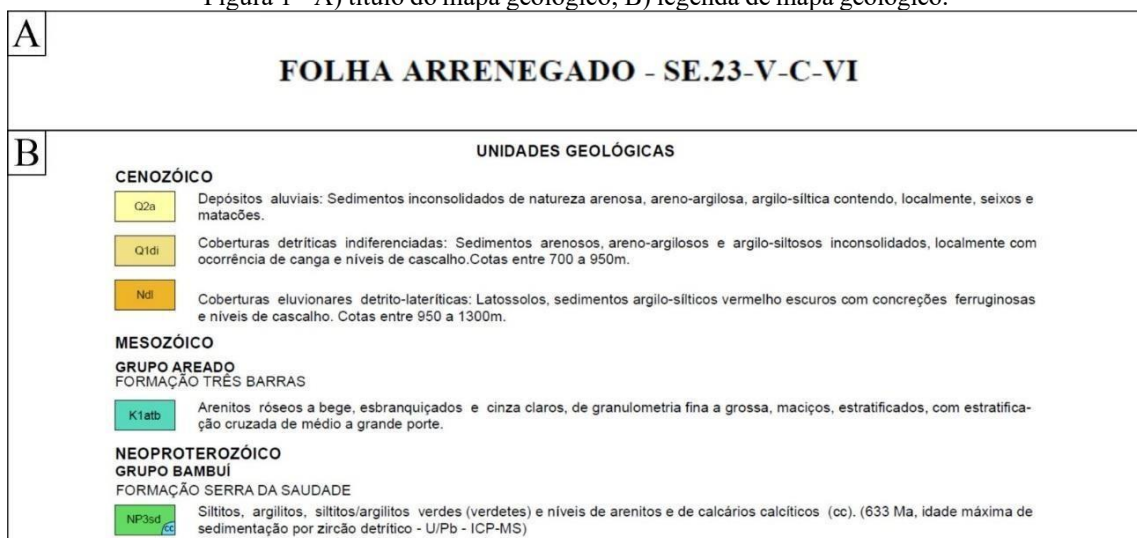 Figura 1 - A) título do mapa geológico; B) legenda de mapa geológico.
A
FOLHA ARRENEGADO - SE.23-V-C-VI
B
UNIDADES GEOLÓGICAS
CENOZÓICO
Q2a
Depósitos aluviais: Sedimentos inconsolidados de natureza arenosa, areno-argilosa, argilo-síltica contendo, localmente, seixos e
matacões.
Q1di
Coberturas detríticas indiferenciadas: Sedimentos arenosos, areno-argilosos e argilo-siltosos inconsolidados, localmente com
ocorrência de canga e níveis de cascalho.Cotas entre 700 a 950m.
Ndl
Coberturas eluvionares detrito-lateríticas: Latossolos, sedimentos argilo-sílticos vermelho escuros com concreções ferruginosas
e níveis de cascalho. Cotas entre 950 a 1300m.
MESOZÓICO
GRUPO AREADO
FORMAÇÃO TRÊS BARRAS
K1atb
Arenitos róseos a bege, esbranquiçados e cinza claros, de granulometria fina a grossa, maciços, estratificados, com estratifica-
ção cruzada de médio a grande porte.
NEOPROTEROZÓICO
GRUPO BAMBUÍ
FORMAÇÃO SERRA DA SAUDADE
NP3sd
cc
Siltitos, argilitos, siltitos/argilitos verdes (verdetes) e níveis de arenitos e de calcários calcíticos (cc). (633 Ma, idade máxima de
sedimentação por zircão detrítico - U/Pb - ICP-MS)